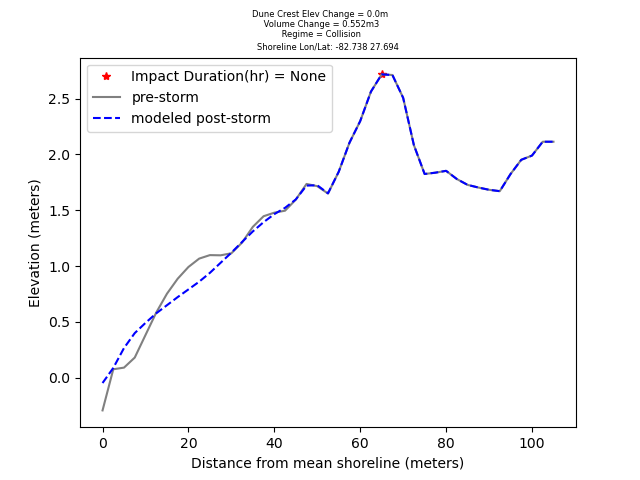 Dune Crest Elev Change = 0.0m
Volume Change = 0.552m3
Regime = Collision
Shoreline Lon/Lat: -82.738 27.694
Impact Duration(hr) = None
pre-storm
modeled post-storm
2.5
2.0
1.5
1.0
0.5
0.0
Elevation (meters)
0 20 40 60 80 100
Distance from mean shoreline (meters)